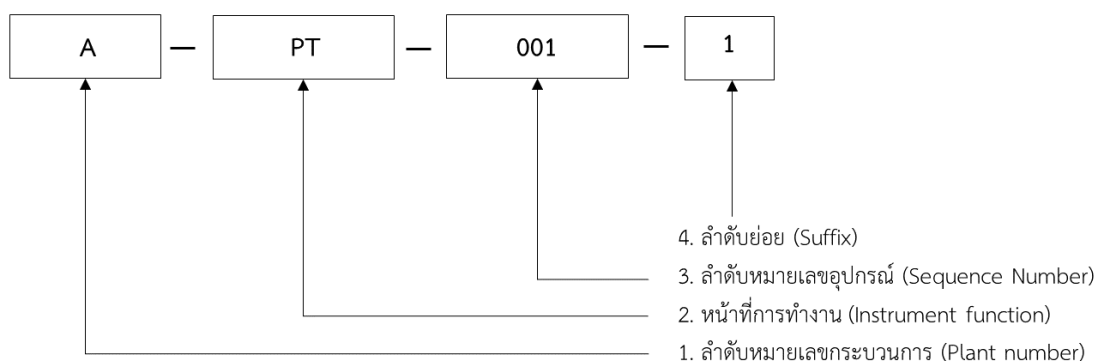 A — PT — 001 — 1
4. ลำดับย่อย (Suffix)
3. ลำดับหมายเลขอุปกรณ์ (Sequence Number)
2. หน้าที่การทำงาน (Instrument function)
1. ลำดับหมายเลขกระบวนการ (Plant number)